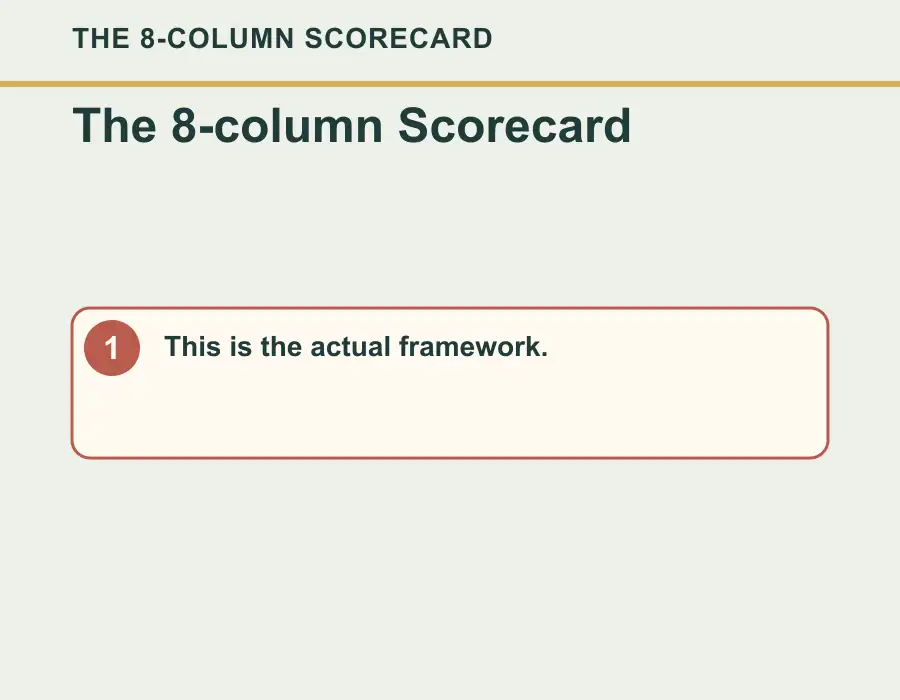 THE 8-COLUMN SCORECARD
The 8-column Scorecard
1
This is the actual framework.